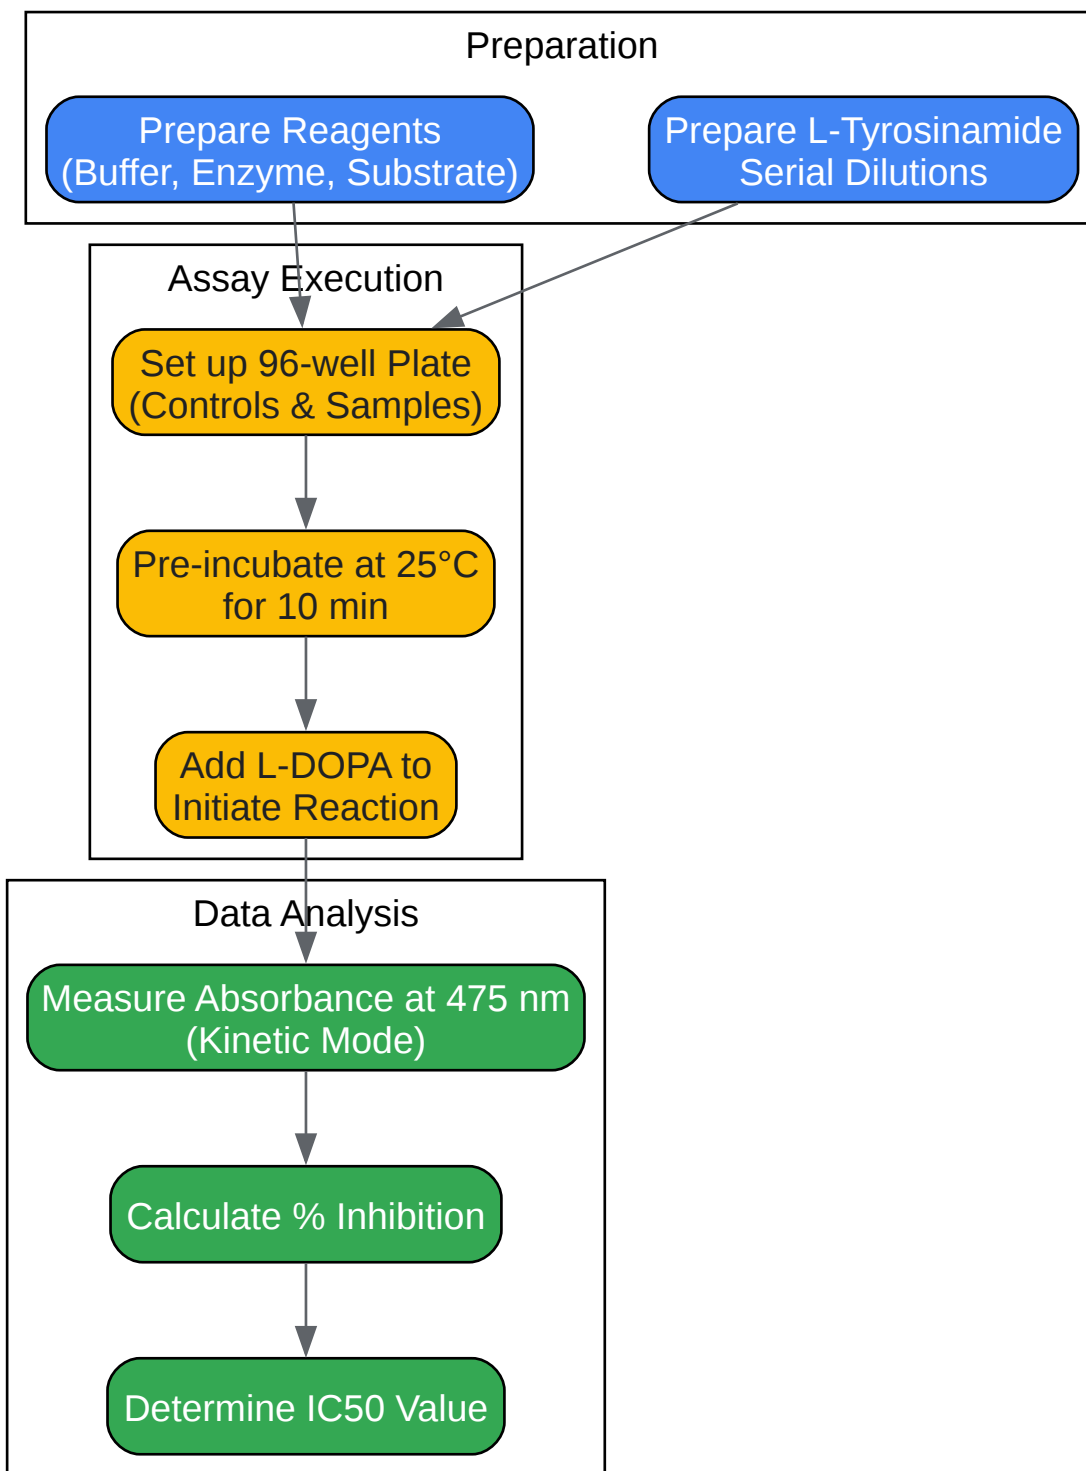 Preparation
Prepare Reagents
(Buffer, Enzyme, Substrate)
Prepare L-Tyrosinamide
Serial Dilutions
Assay Execution
Set up 96-well Plate
(Controls & Samples)
Pre-incubate at 25°C
for 10 min
Add L-DOPA to
Initiate Reaction
Data Analysis
Measure Absorbance at 475 nm
(Kinetic Mode)
Calculate % Inhibition
Determine IC50 Value